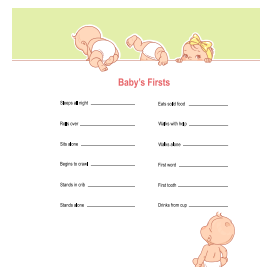 Baby's Firsts
Sleeps all night
Eats solid food
Rolls over
Walks with help
Sits alone
Walks alone
Begins to crawl
First word
Stands in crib
First tooth
Stands alone
Drinks from cup